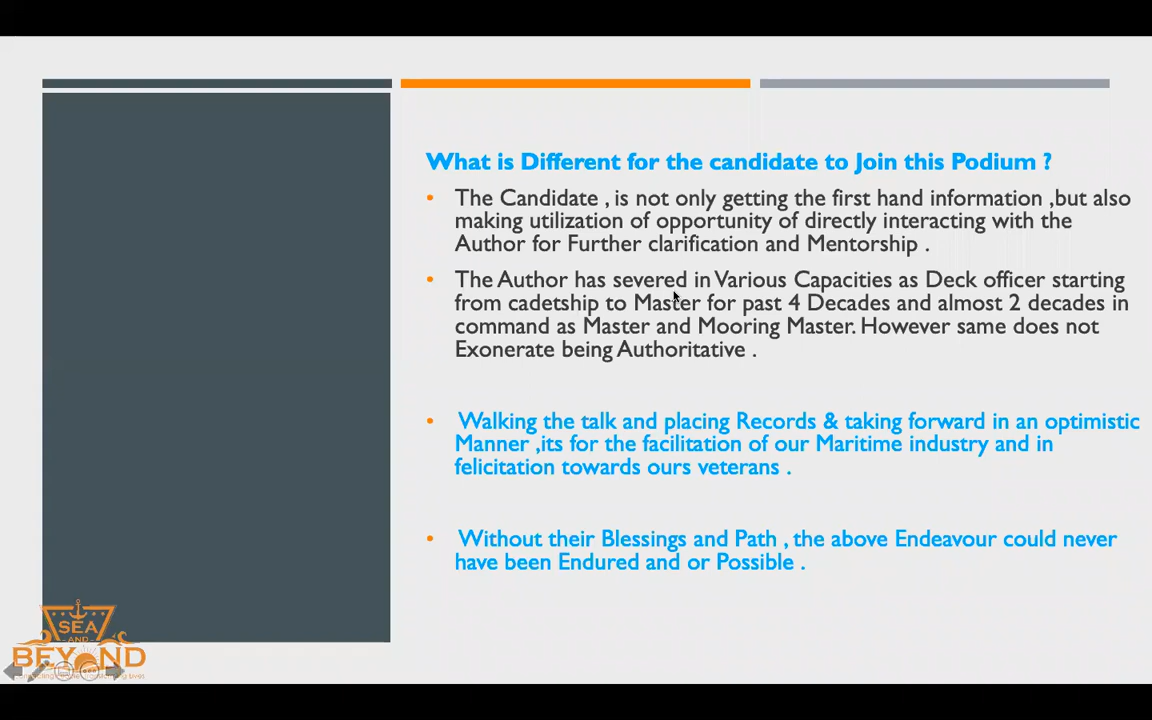 What is Different for the candidate to Join this Podium ?
• The Candidate , is not only getting the first hand information ,but also
making utilization of opportunity of directly interacting with the
Author for Further clarification and Mentorship .
• The Author has severed in Various Capacities as Deck officer starting
from cadetship to Master for past 4 Decades and almost 2 decades in
command as Master and Mooring Master. However same does not
Exonerate being Authoritative .
• Walking the talk and placing Records & taking forward in an optimistic
Manner ,its for the facilitation of our Maritime industry and in
felicitation towards ours veterans .
• Without their Blessings and Path , the above Endeavour could never
have been Endured and or Possible .
SEA
AND
BEYOND